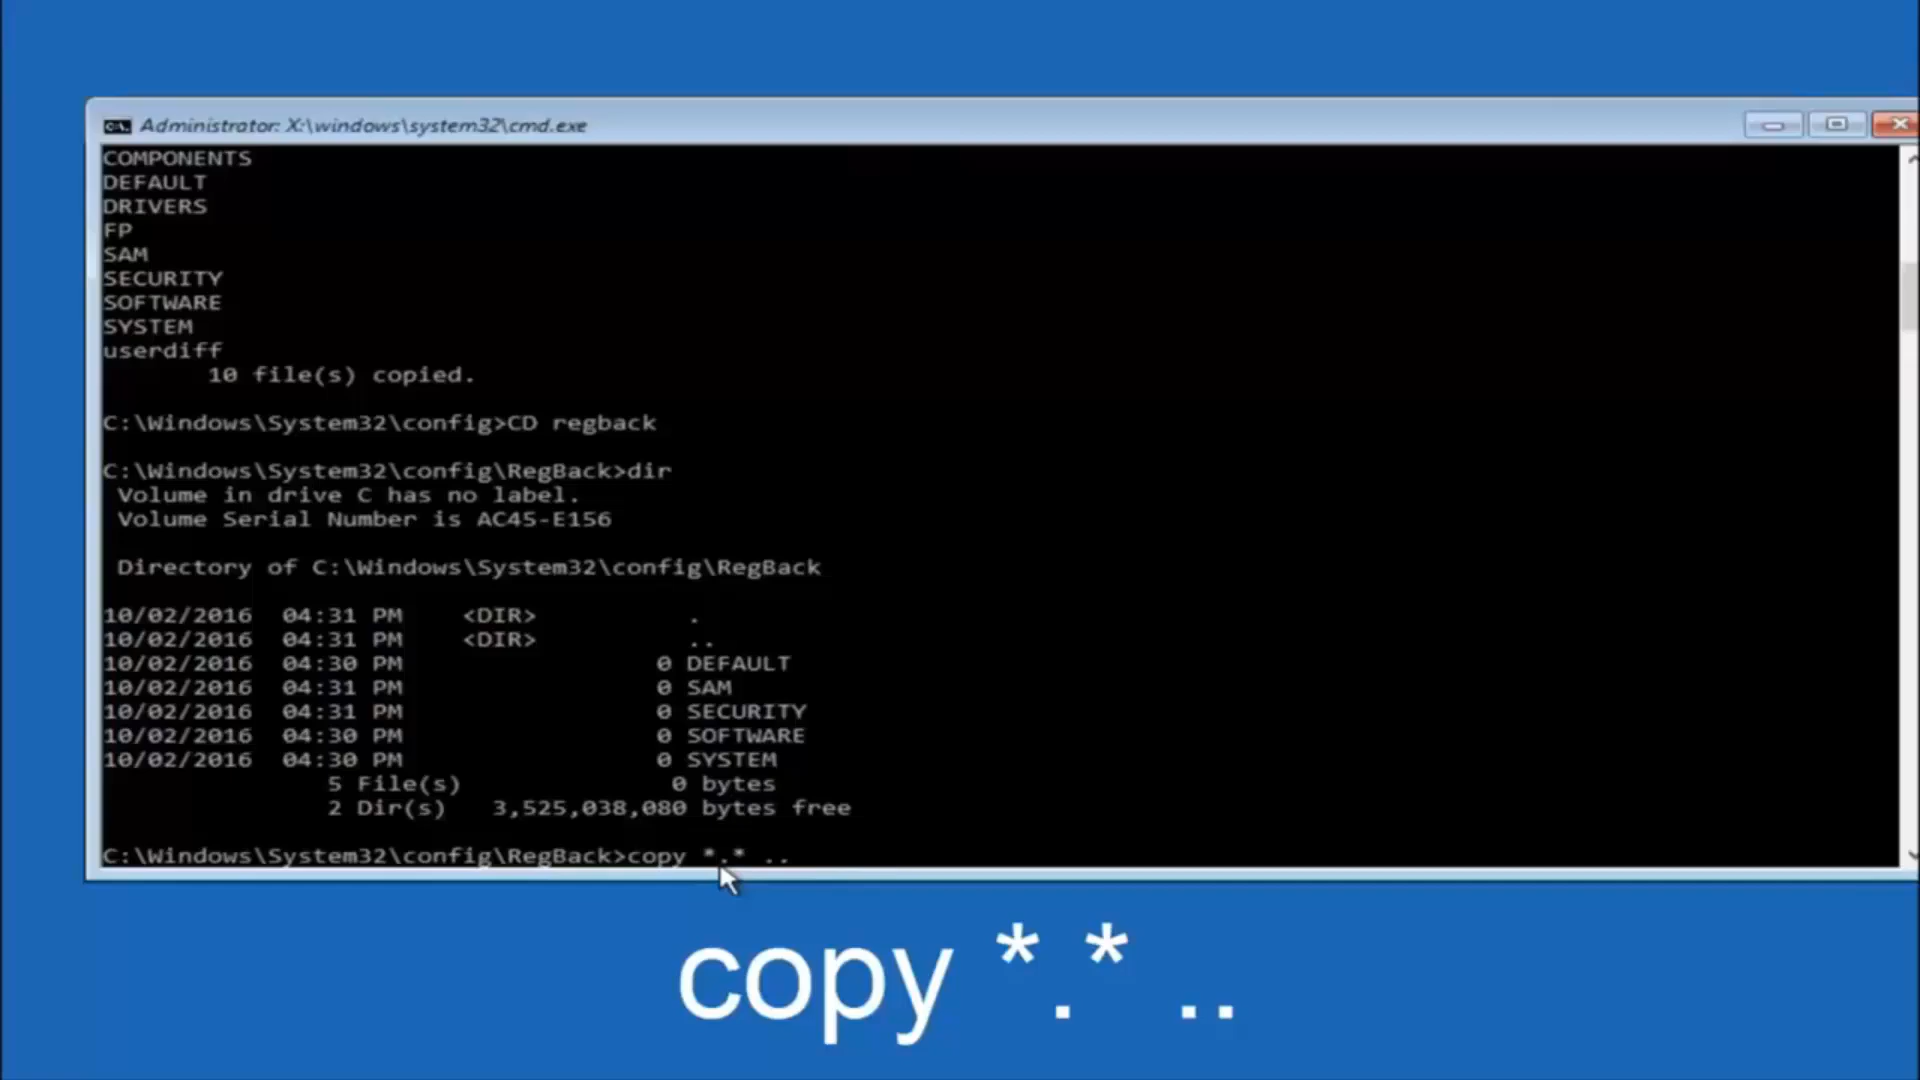 Administrator: X:\windows\system32\cmd.exe
COMPONENTS
DEFAULT
DRIVERS
FP
SAM
SECURITY
SOFTWARE
SYSTEM
userdiff
10 file(s) copied.
C:\Windows\System32\config>CD regback
C:\Windows\System32\config\RegBack>dir
Volume in drive C has no label.
Volume Serial Number is AC45-E156
Directory of C:\Windows\System32\config\RegBack
10/02/2016 04:31 PM <DIR> .
10/02/2016 04:31 PM <DIR> ..
10/02/2016 04:30 PM 0 DEFAULT
10/02/2016 04:31 PM 0 SAM
10/02/2016 04:31 PM 0 SECURITY
10/02/2016 04:30 PM 0 SOFTWARE
10/02/2016 04:30 PM 0 SYSTEM
5 File(s) 0 bytes
2 Dir(s) 3,525,038,080 bytes free
C:\Windows\System32\config\RegBack>copy *.* ..
copy *.* ..